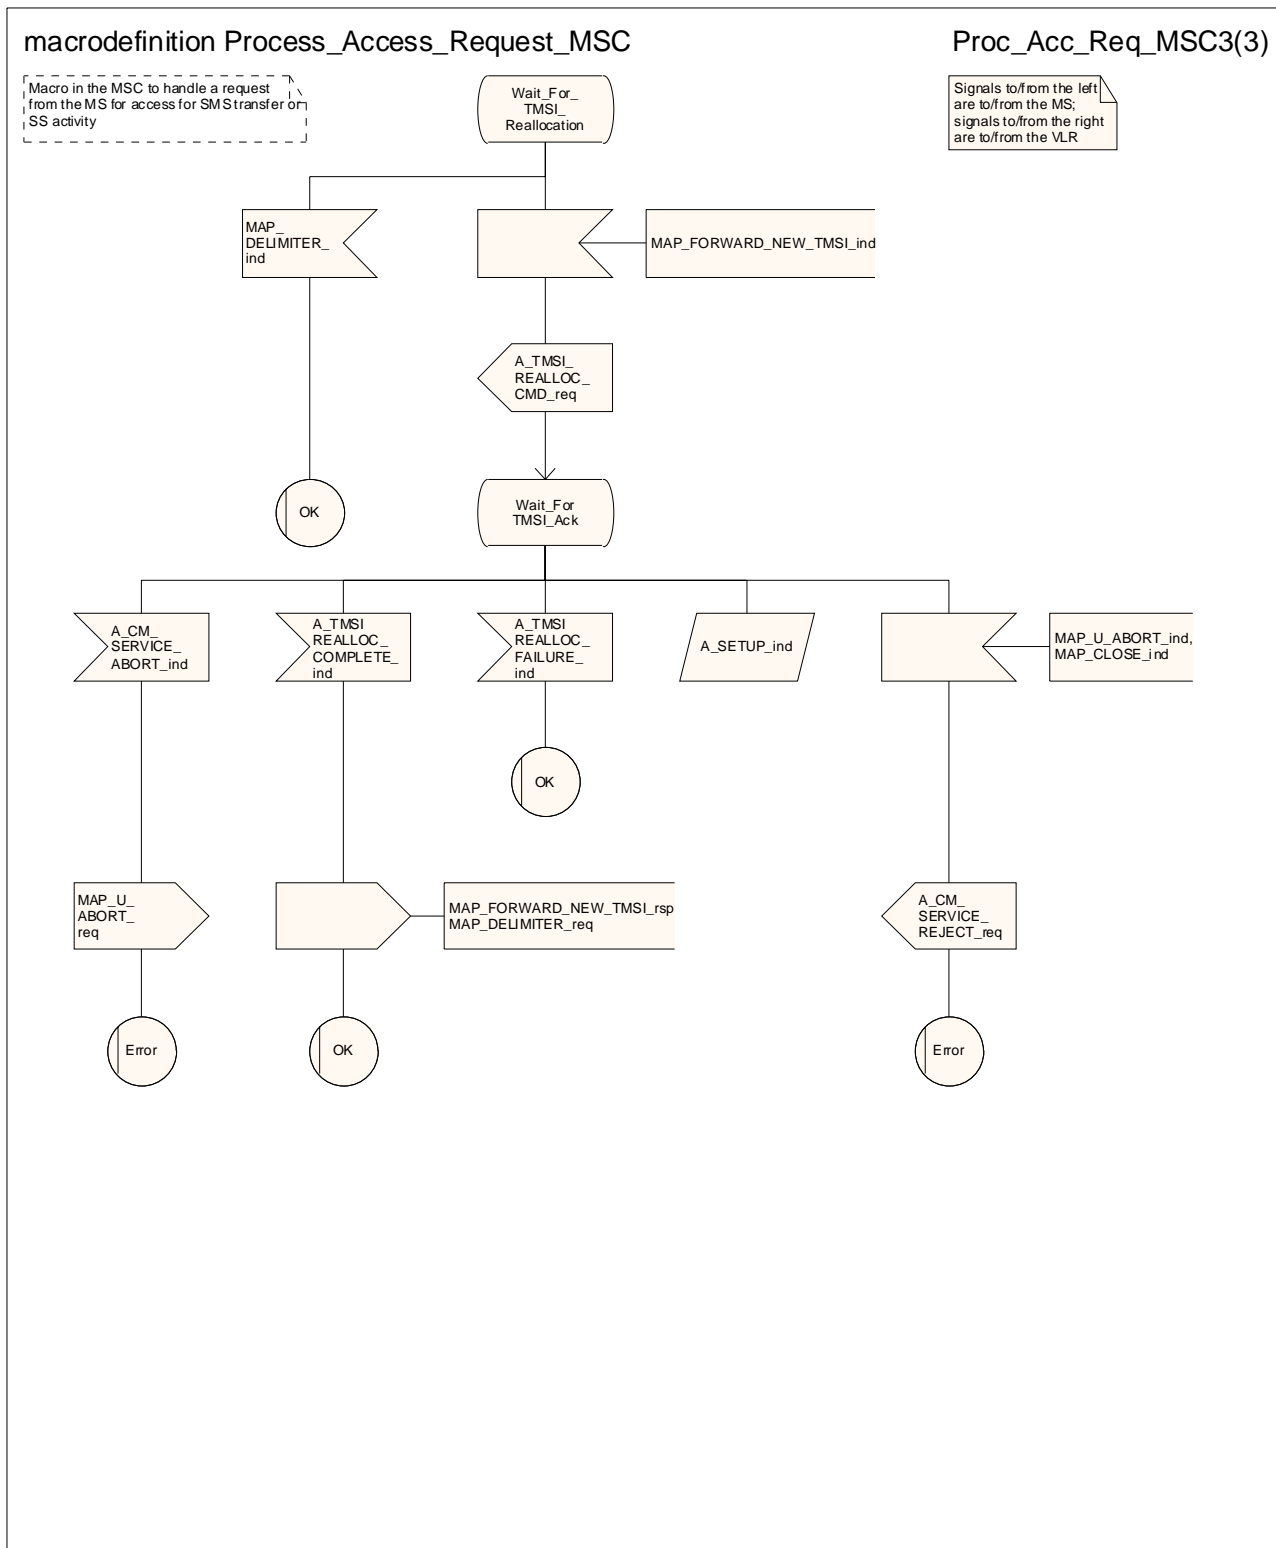 macrodefinition Process_Access_Request_MSC
Proc_Acc_Req_MSC3(3)
Macro in the MSC to handle a request
from the MS for access for SMS transfer or
SS activity
Wait_For_
TMSI_
Reallocation
Signals to/from the left
are to/from the MS;
signals to/from the right
are to/from the VLR
MAP_
DELIMITER_
ind
MAP_FORWARD_NEW_TMSI_ind
A_TMSI_
REALLOC_
CMD_req
OK
Wait_For
TMSI_Ack
A_CM_
SERVICE_
ABORT_ind
A_TMSI
REALLOC_
COMPLETE_
ind
A_TMSI
REALLOC_
FAILURE_
ind
A_SETUP_ind
MAP_U_ABORT_ind,
MAP_CLOSE_ind
OK
MAP_U_
ABORT_
req
MAP_FORWARD_NEW_TMSI_rsp
MAP_DELIMITER_req
A_CM_
SERVICE_
REJECT_req
Error
OK
Error